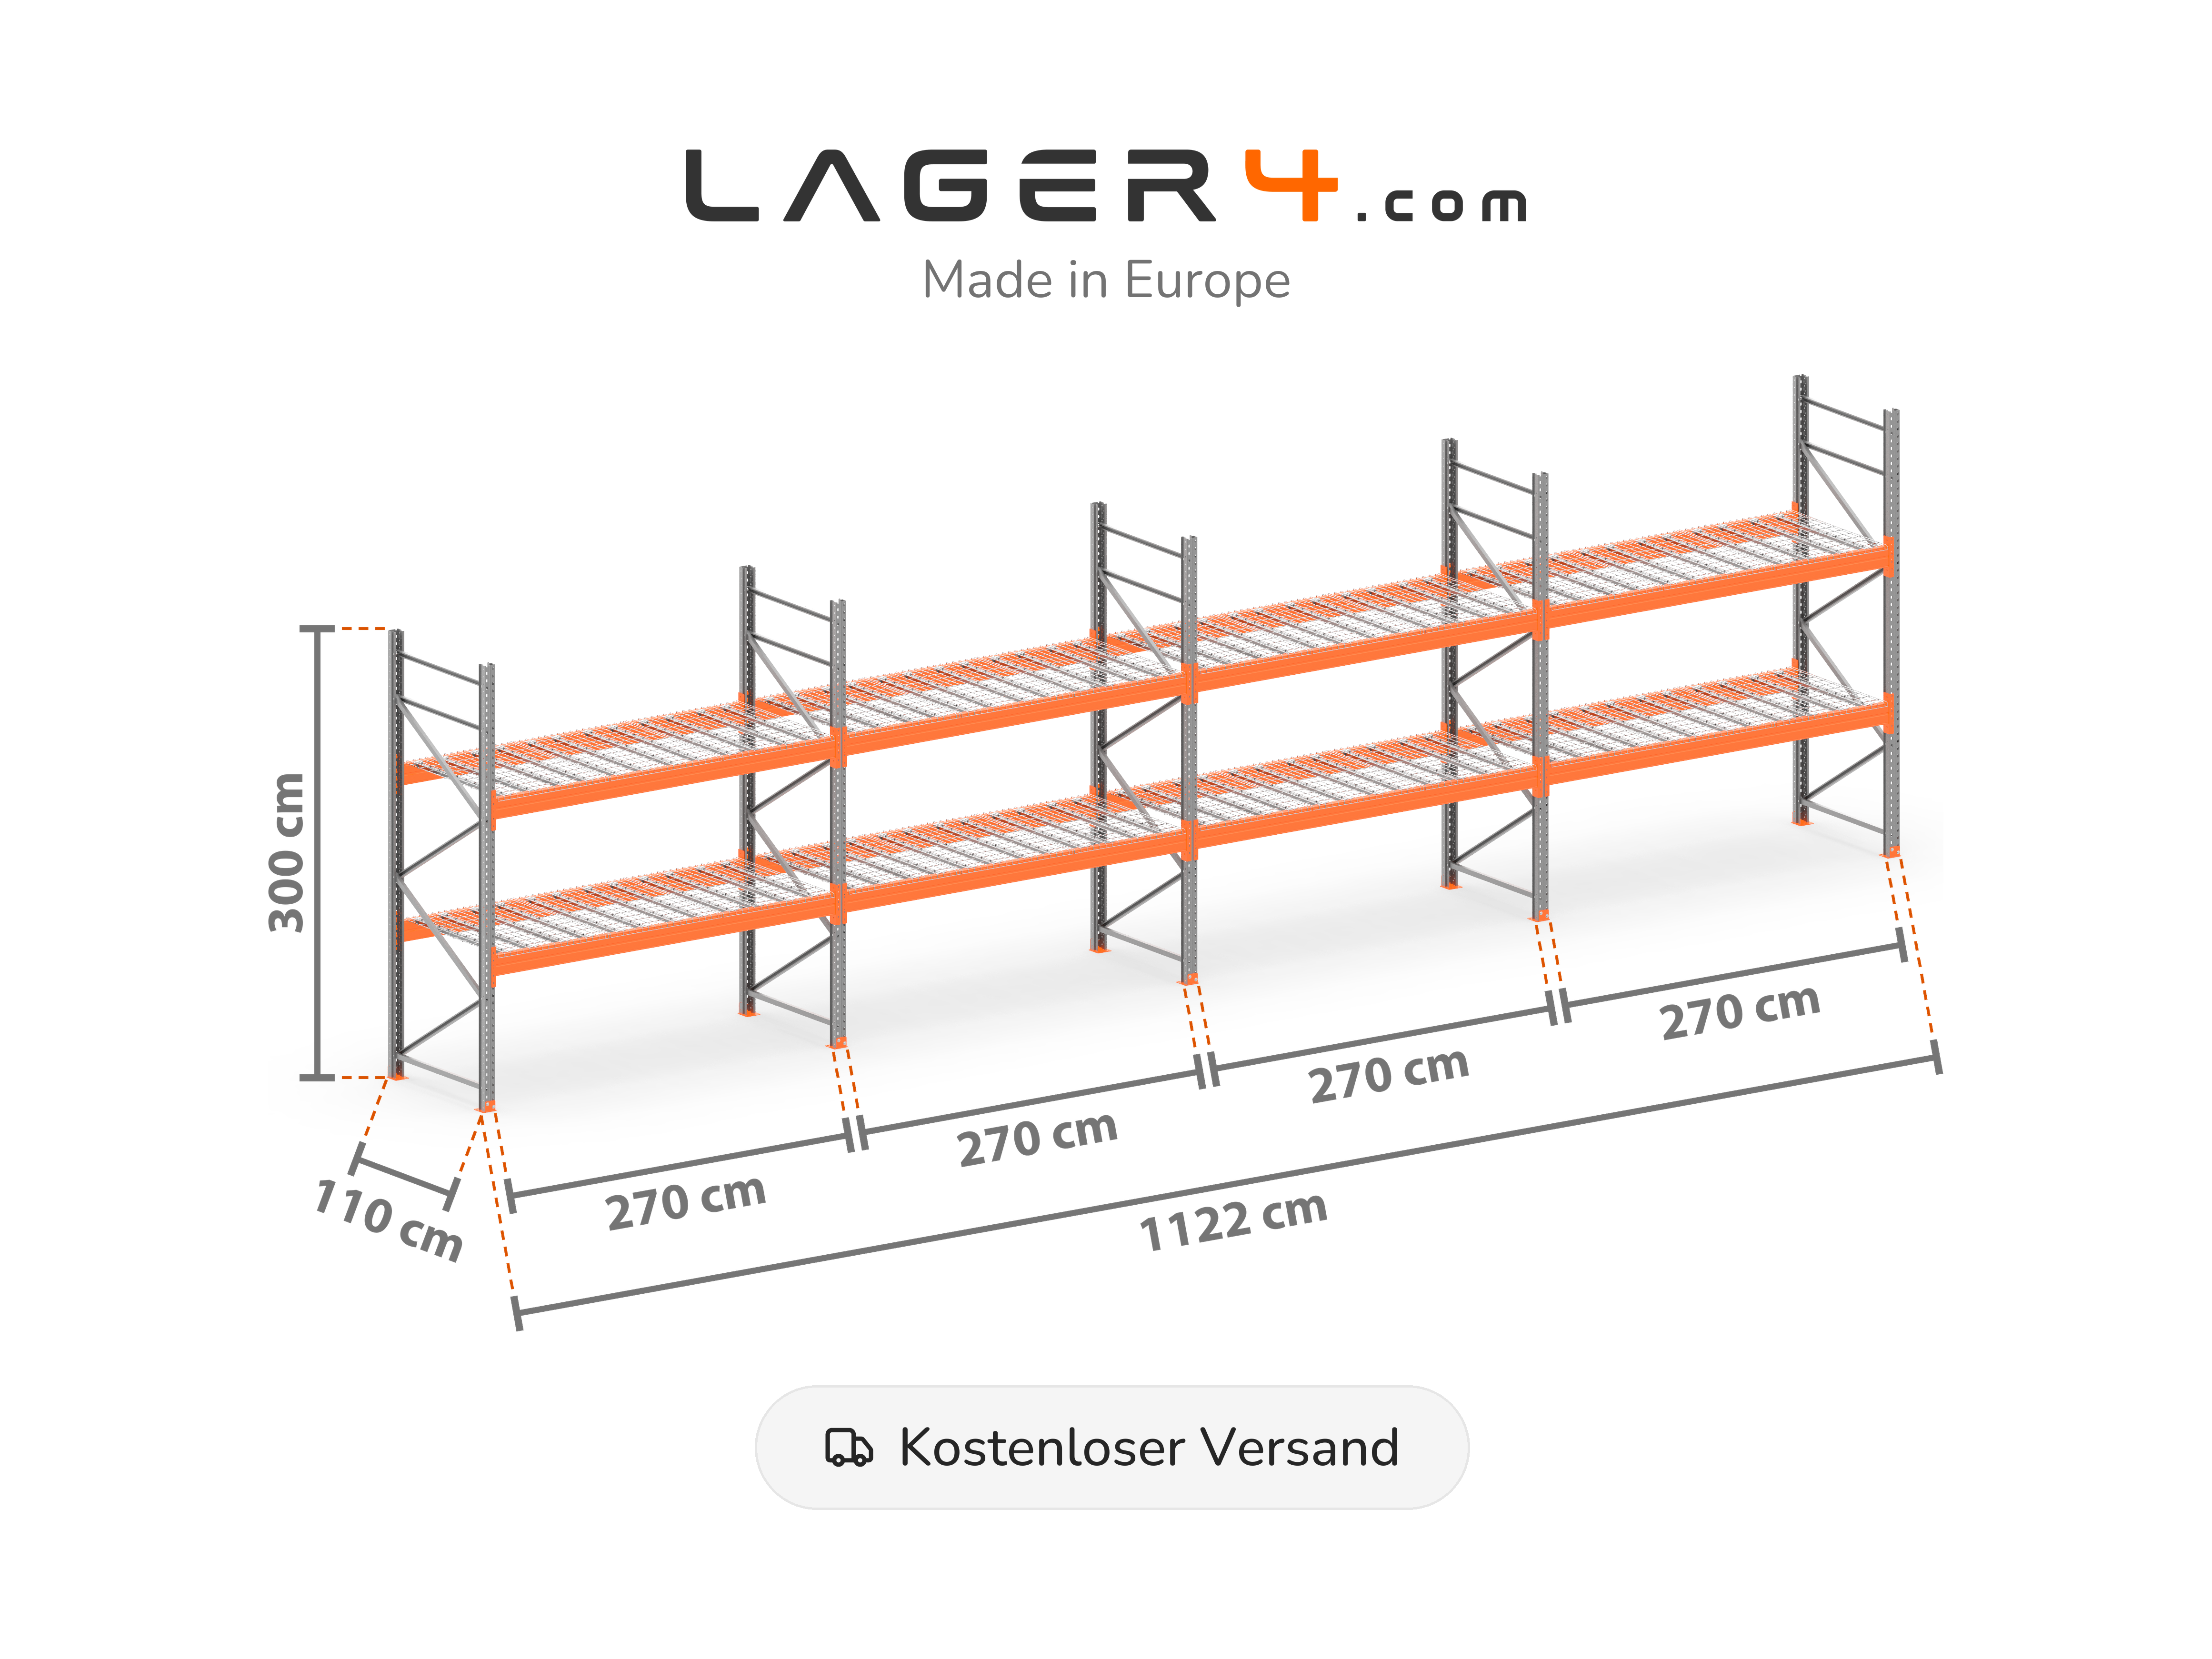 LAGER4.com
Made in Europe
300 cm
110 cm
270 cm
270 cm
270 cm
270 cm
1122 cm
Kostenloser Versand